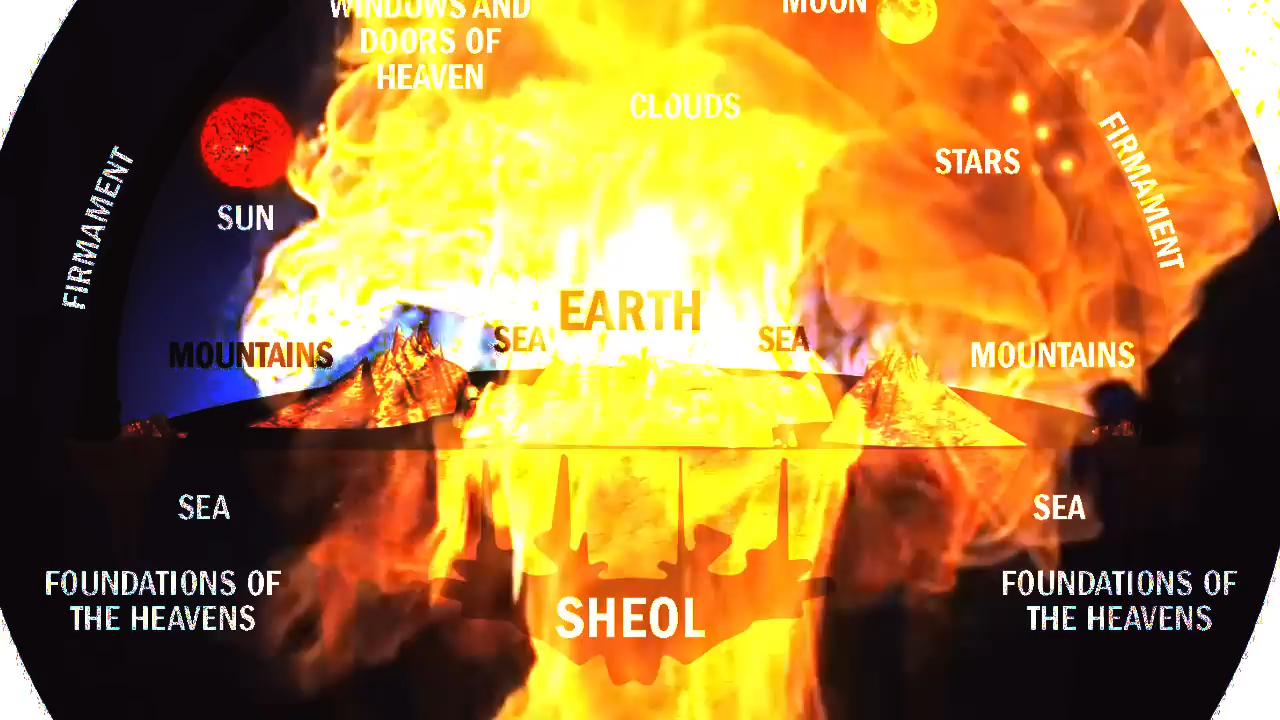 WINDOWS AND
DOORS OF
HEAVEN
MOON
CLOUDS
STARS
FIRMAMENT
FIRMAMENT
SUN
EARTH
SEA
SEA
MOUNTAINS
MOUNTAINS
SEA
SEA
FOUNDATIONS OF
THE HEAVENS
FOUNDATIONS OF
THE HEAVENS
SHEOL